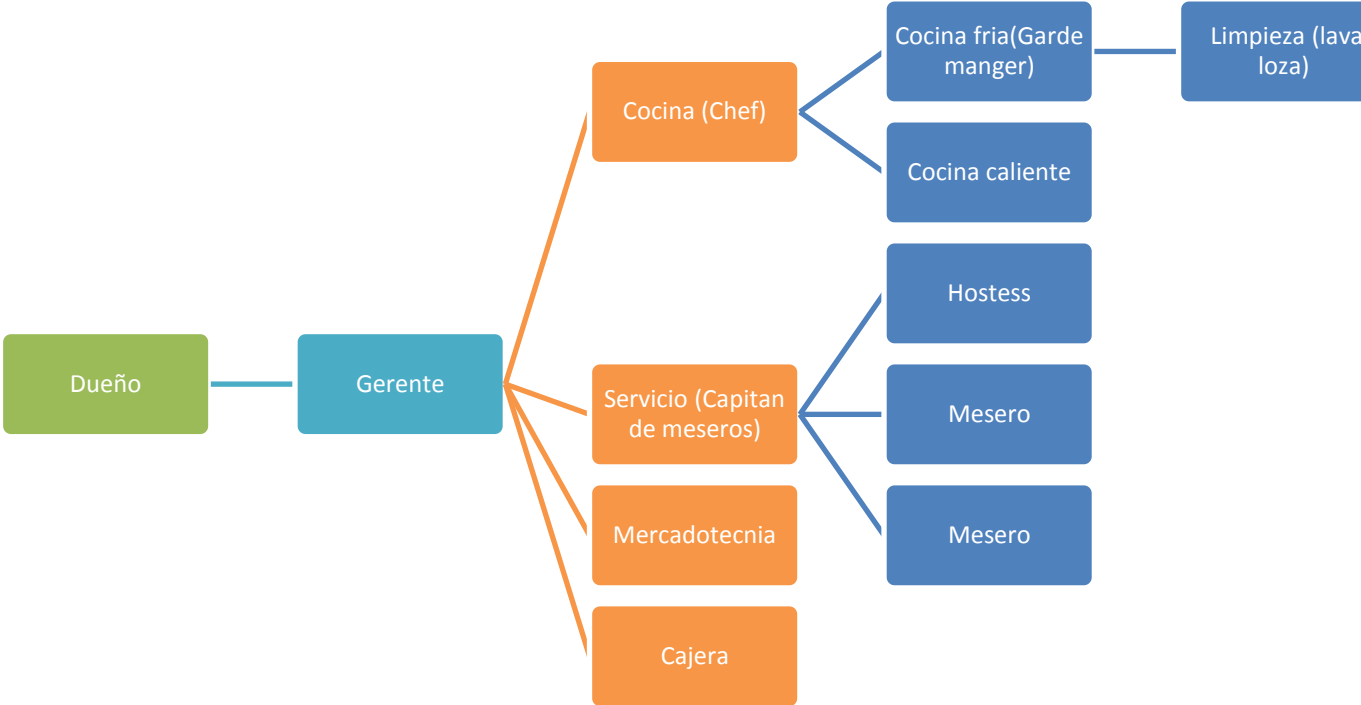 Dueño
Gerente
Cocina (Chef)
Servicio (Capitan
de meseros)
Mercadotecnia
Cajera
Cocina fria(Garde
manger)
Cocina caliente
Hostess
Mesero
Mesero
Limpieza (lava
loza)